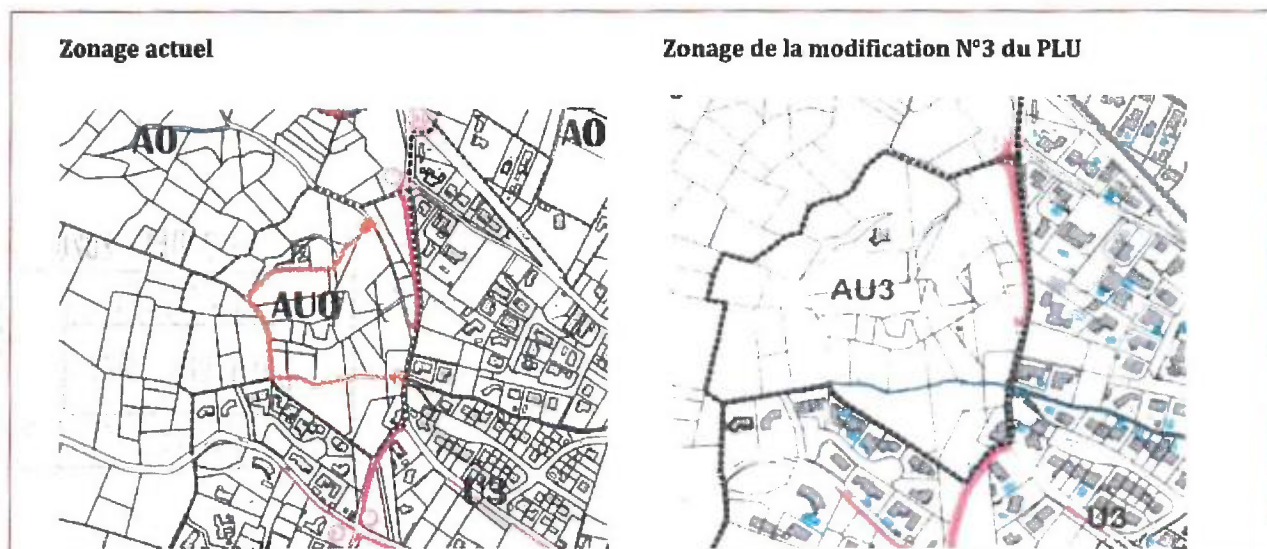 Zonage actuel
Zonage de la modification N°3 du PLU
A0
A0
AU0
U3
AU3
U3